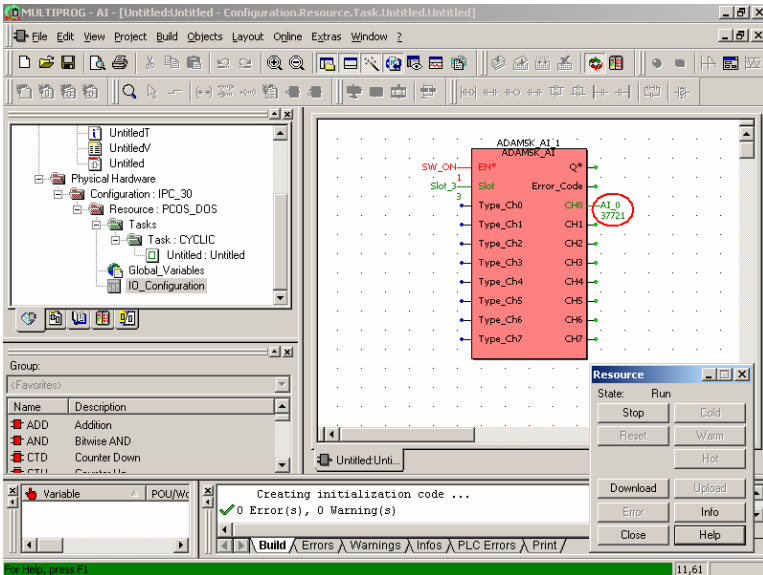 MULTIPROG - AI - [Untitled:Untitled - Configuration.Resource.Task.Untitled.Untitled]
File Edit View Project Build Objects Layout Online Extras Window ?
UntitledT
UntitledV
Untitled
Physical Hardware
Configuration : IPC_30
Resource : PCOS_DOS
Tasks
Task : CYCLIC
Untitled : Untitled
Global_Variables
IO_Configuration
Group:
<Favorites>
Name Description
ADD Addition
AND Bitwise AND
CTD Counter Down
CTU Counter Up
ADAM5K_AI_1
ADAM5K_AI
SW_ON EN* Q*
1
Slot_3 Slot Error_Code
3
Type_Ch0 CH0 AI_0
37721
Type_Ch1 CH1
Type_Ch2 CH2
Type_Ch3 CH3
Type_Ch4 CH4
Type_Ch5 CH5
Type_Ch6 CH6
Type_Ch7 CH7
Untitled:Unti...
Resource
State: Run
Stop Cold
Reset Warm
Hot
Download Upload
Error Info
Close Help
Variable POU/Wc
Creating initialization code ...
0 Error(s), 0 Warning(s)
Build Errors Warnings Infos PLC Errors Print
For Help, press F1
11,61